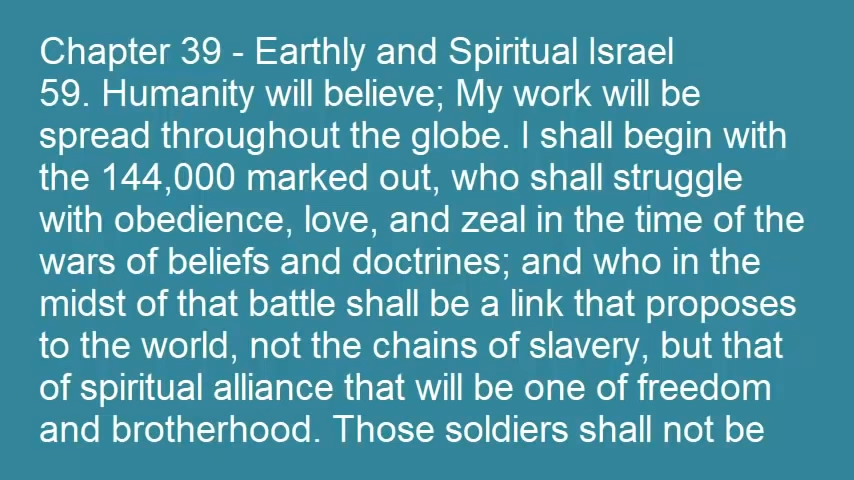 Chapter 39 - Earthly and Spiritual Israel
59. Humanity will believe; My work will be
spread throughout the globe. I shall begin with
the 144,000 marked out, who shall struggle
with obedience, love, and zeal in the time of the
wars of beliefs and doctrines; and who in the
midst of that battle shall be a link that proposes
to the world, not the chains of slavery, but that
of spiritual alliance that will be one of freedom
and brotherhood. Those soldiers shall not be